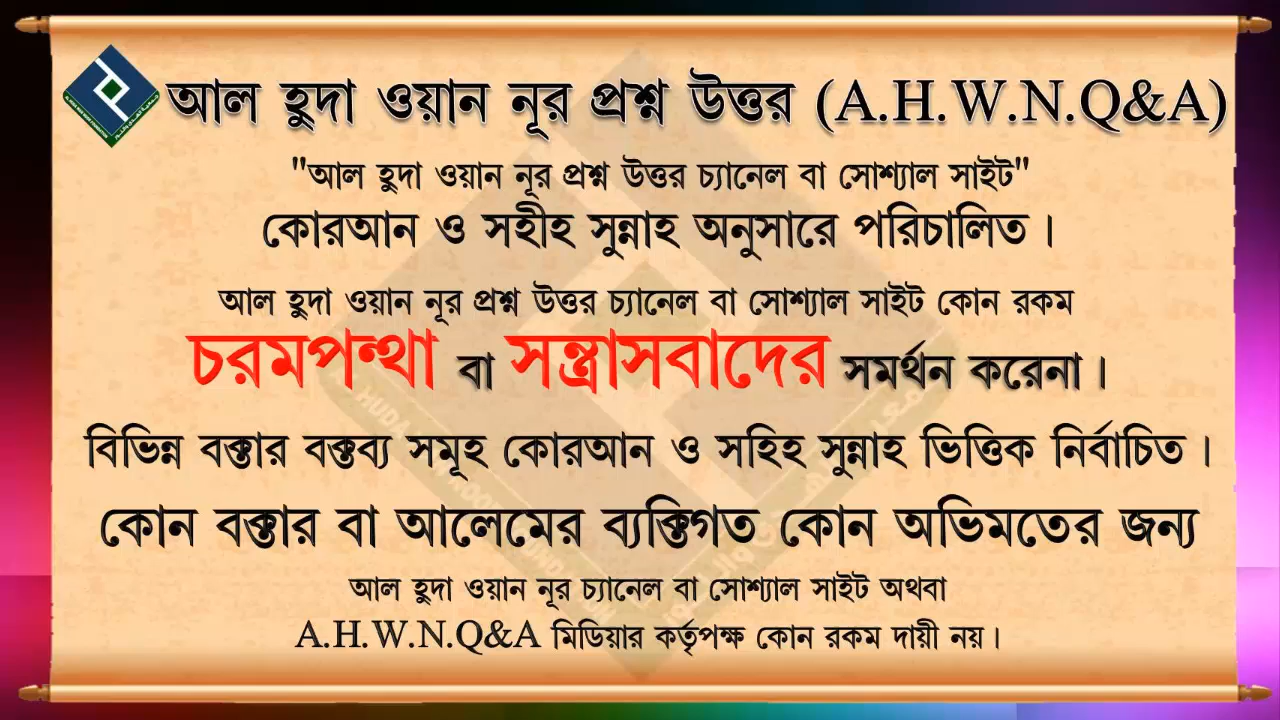 আল হুদা ওয়ান নূর প্রশ্ন উত্তর (A.H.W.N.Q&A)
"আল হুদা ওয়ান নূর প্রশ্ন উত্তর চ্যানেল বা সোশ্যাল সাইট"
কোরআন ও সহীহ সুন্নাহ অনুসারে পরিচালিত।
আল হুদা ওয়ান নূর প্রশ্ন উত্তর চ্যানেল বা সোশ্যাল সাইট কোন রকম
চরমপন্থা বা সন্ত্রাসবাদের সমর্থন করেনা।
বিভিন্ন বক্তার বক্তব্য সমূহ কোরআন ও সহিহ সুন্নাহ ভিত্তিক নির্বাচিত।
কোন বক্তার বা আলেমের ব্যক্তিগত কোন অভিমতের জন্য
আল হুদা ওয়ান নূর চ্যানেল বা সোশ্যাল সাইট অথবা
A.H.W.N.Q&A মিডিয়ার কর্তৃপক্ষ কোন রকম দায়ী নয়।